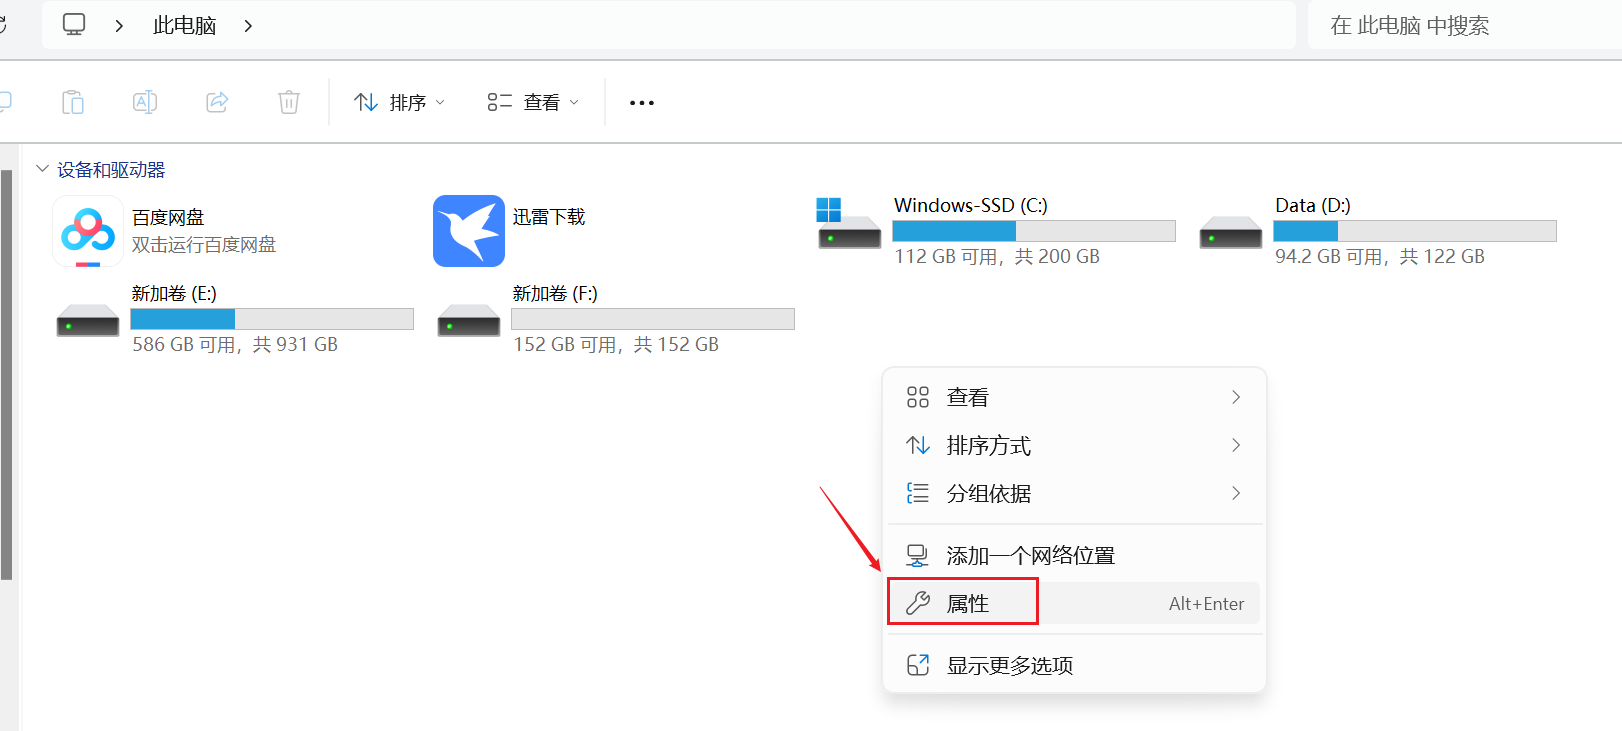 此电脑
在 此电脑 中搜索
排序
查看
设备和驱动器
百度网盘
双击运行百度网盘
迅雷下载
Windows-SSD (C:)
112 GB 可用，共 200 GB
Data (D:)
94.2 GB 可用，共 122 GB
新加卷 (E:)
586 GB 可用，共 931 GB
新加卷 (F:)
152 GB 可用，共 152 GB
查看
排序方式
分组依据
添加一个网络位置
属性 Alt+Enter
显示更多选项